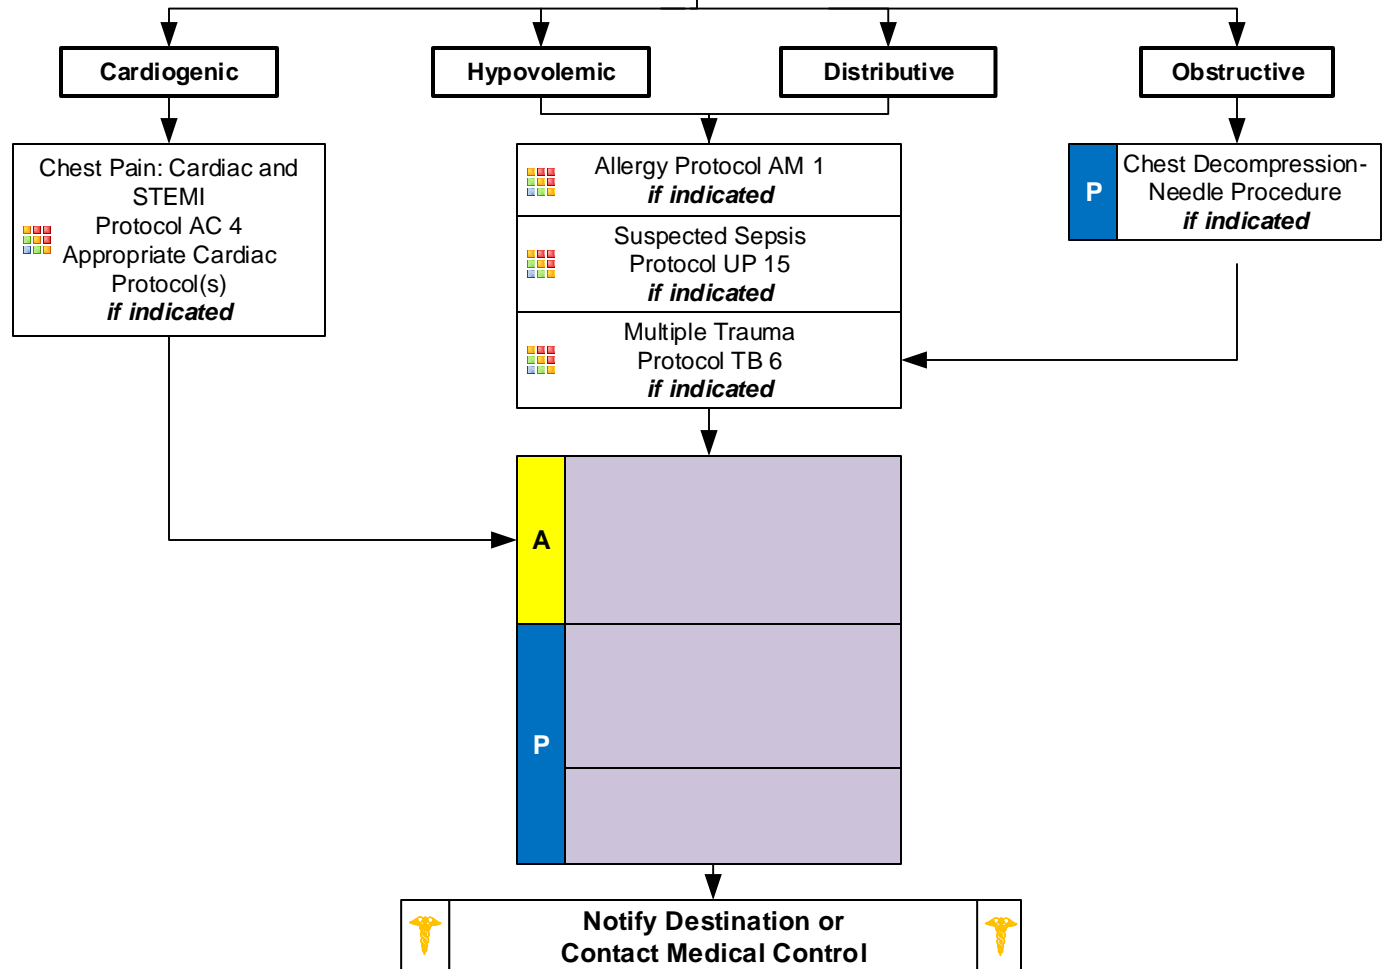 Cardiogenic
Hypovolemic
Distributive
Obstructive
Chest Pain: Cardiac and
STEMI
Protocol AC 4
Appropriate Cardiac
Protocol(s)
if indicated
Allergy Protocol AM 1
if indicated
Suspected Sepsis
Protocol UP 15
if indicated
Multiple Trauma
Protocol TB 6
if indicated
P
Chest Decompression-
Needle Procedure
if indicated
A
P
Notify Destination or
Contact Medical Control